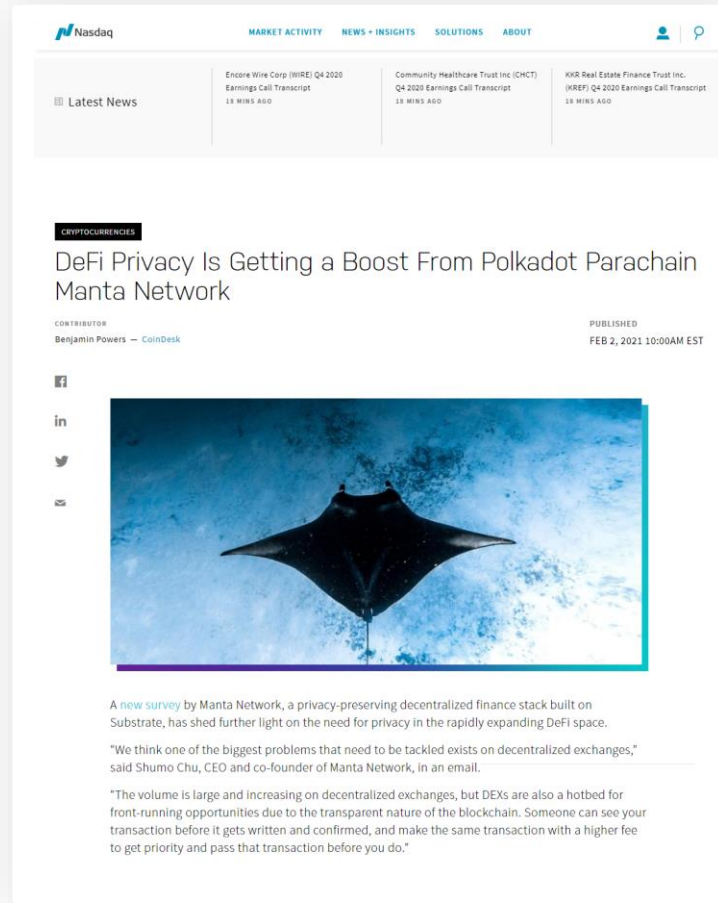 Nasdaq
MARKET ACTIVITY NEWS + INSIGHTS SOLUTIONS ABOUT
Latest News
Encore Wire Corp (WIRE) Q4 2020
Earnings Call Transcript
18 MINS AGO
Community Healthcare Trust Inc (CHCT)
Q4 2020 Earnings Call Transcript
18 MINS AGO
KKR Real Estate Finance Trust Inc.
(KREF) Q4 2020 Earnings Call Transcript
18 MINS AGO
CRYPTOCURRENCIES
DeFi Privacy Is Getting a Boost From Polkadot Parachain
Manta Network
CONTRIBUTOR
Benjamin Powers — CoinDesk
PUBLISHED
FEB 2, 2021 10:00AM EST
A new survey by Manta Network, a privacy-preserving decentralized finance stack built on
Substrate, has shed further light on the need for privacy in the rapidly expanding DeFi space.
"We think one of the biggest problems that need to be tackled exists on decentralized exchanges,"
said Shumo Chu, CEO and co-founder of Manta Network, in an email.
"The volume is large and increasing on decentralized exchanges, but DEXs are also a hotbed for
front-running opportunities due to the transparent nature of the blockchain. Someone can see your
transaction before it gets written and confirmed, and make the same transaction with a higher fee
to get priority and pass that transaction before you do."